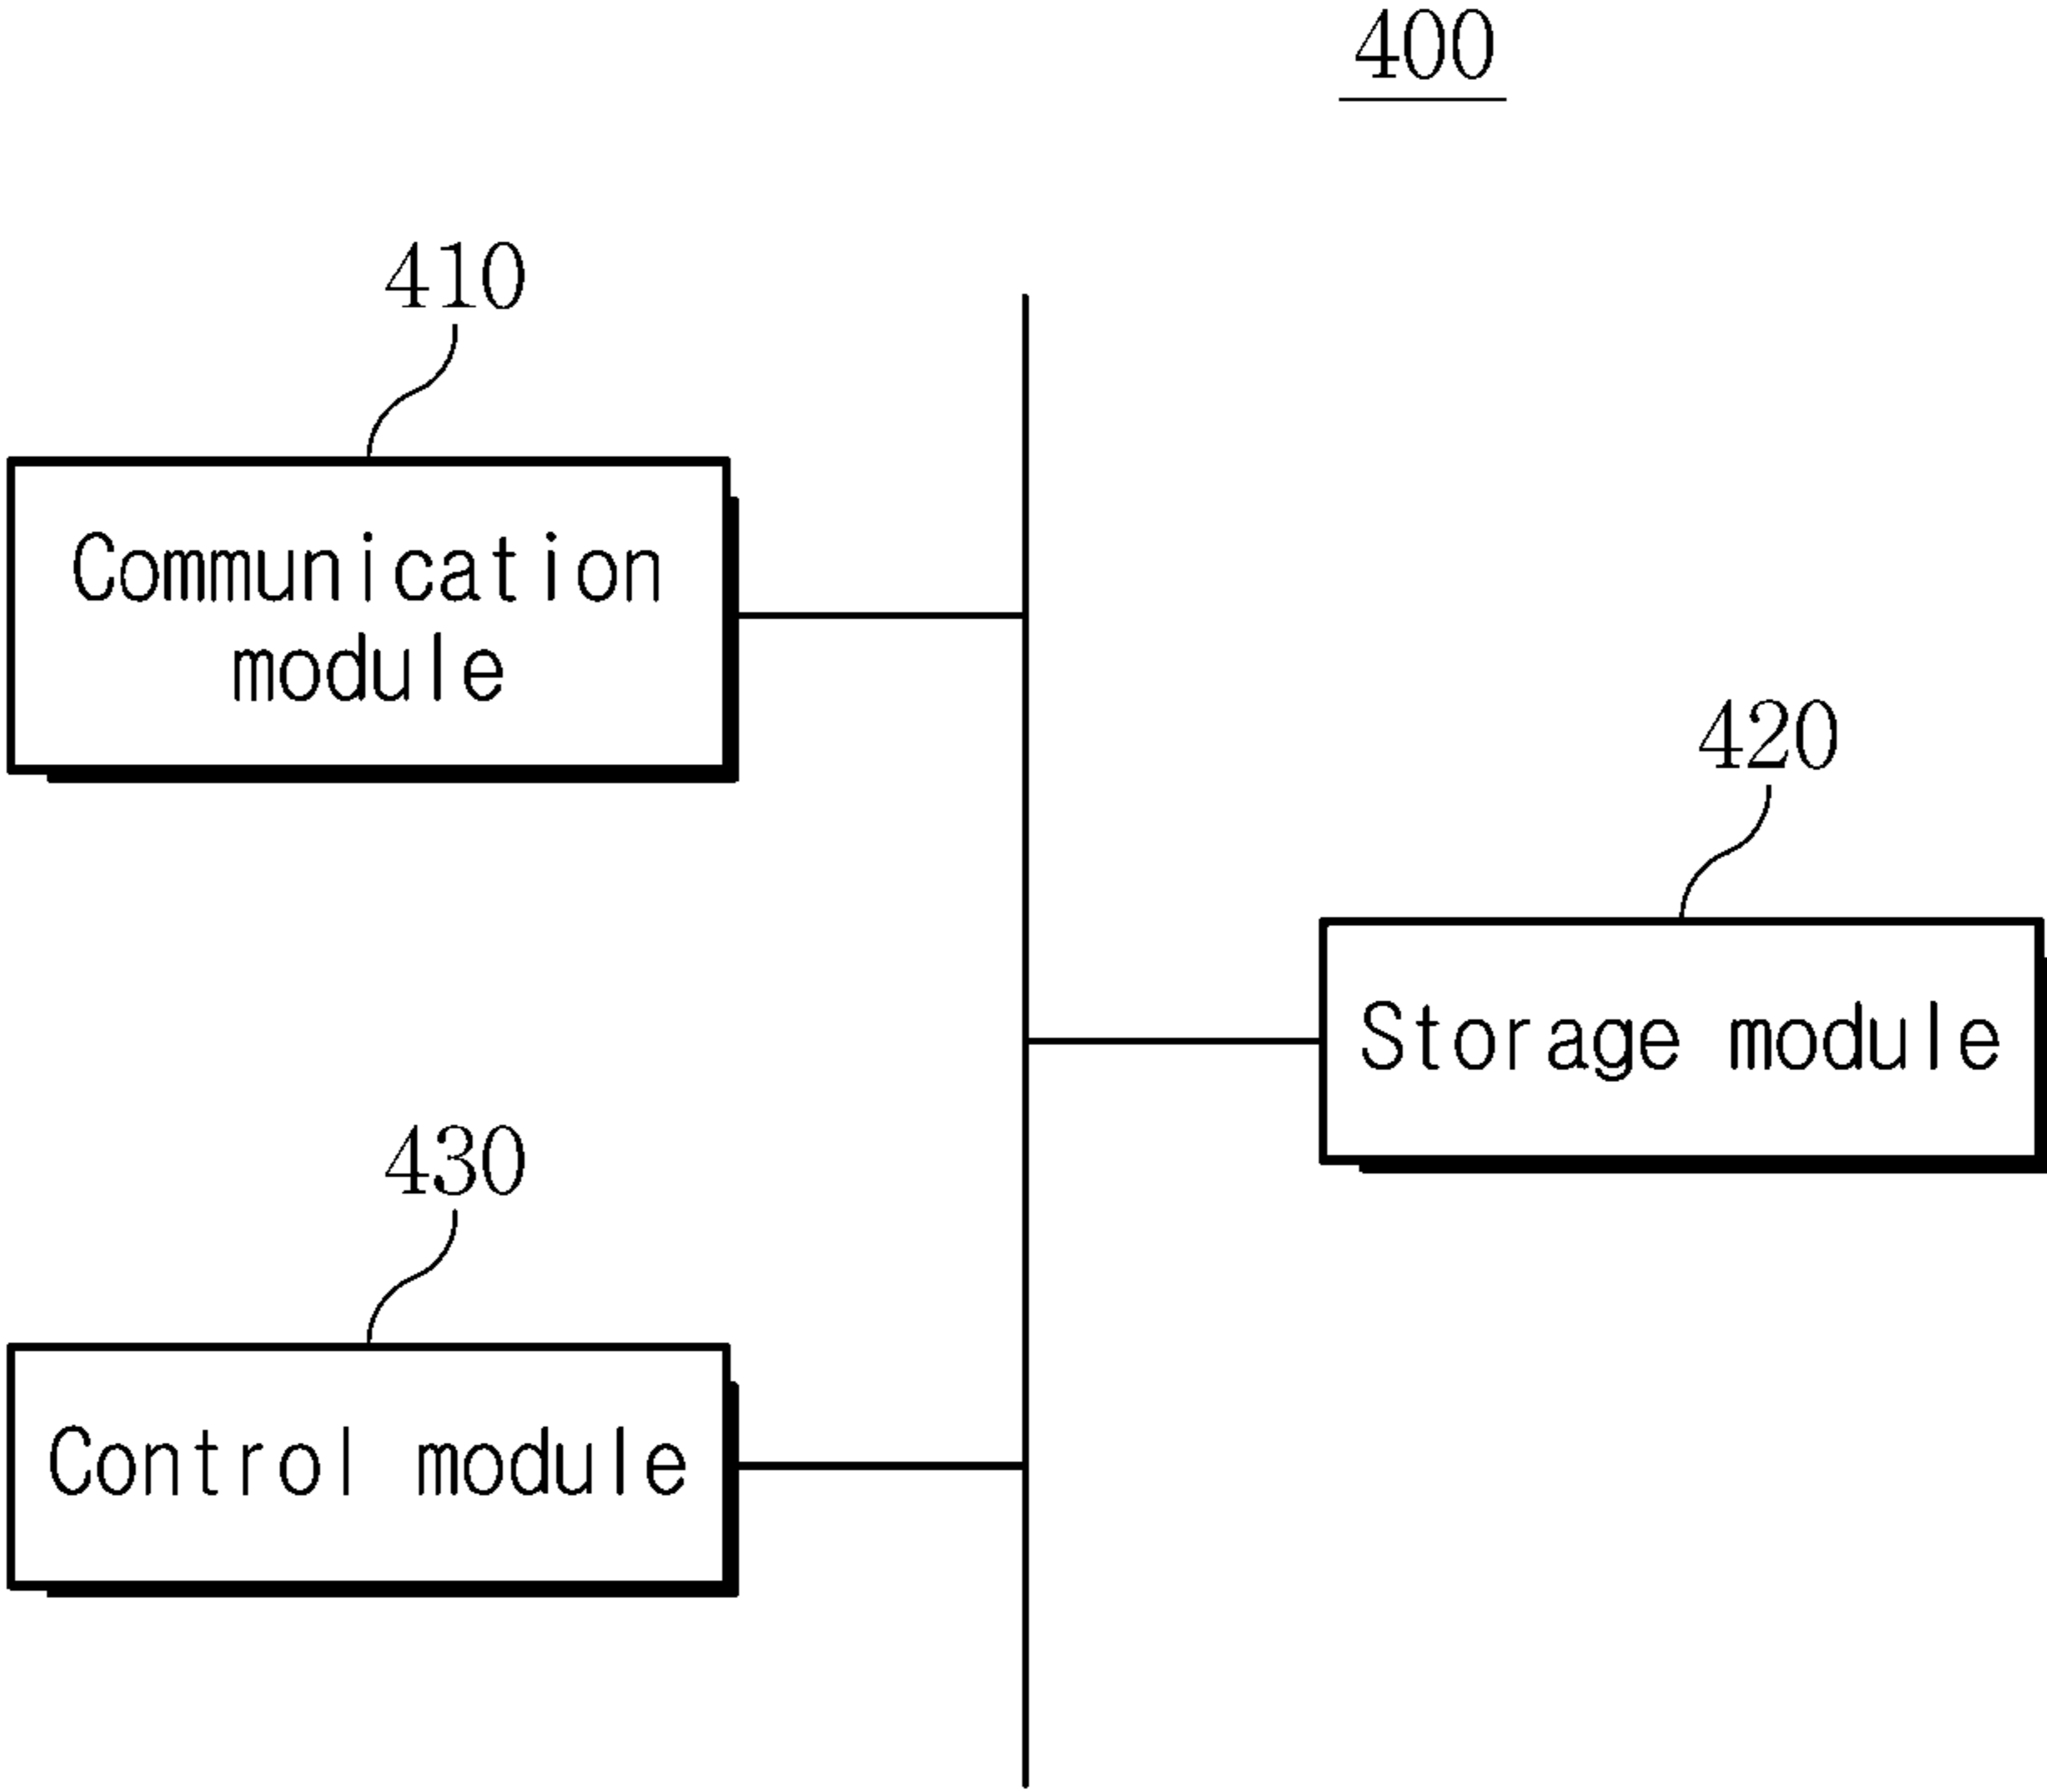 400
410
Communication
module
420
Storage module
430
Control module